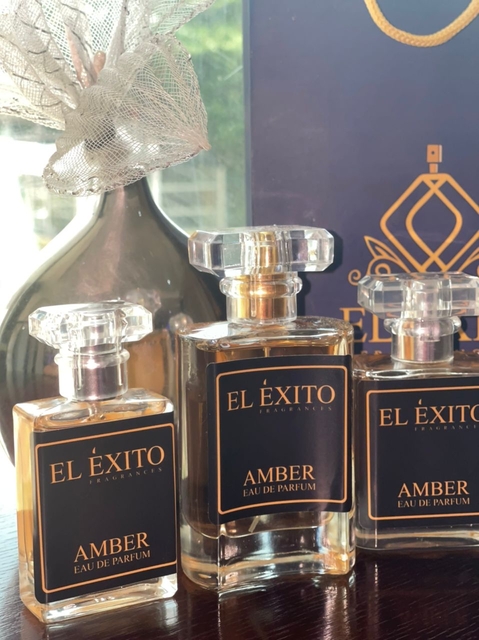 EL ÉXITO
FRAGRANCES
AMBER
EAU DE PARFUM
EL ÉXITO
FRAGRANCES
AMBER
EAU DE PARFUM
EL ÉXITO
FRAGRANCES
AMBER
EAU DE PARFUM